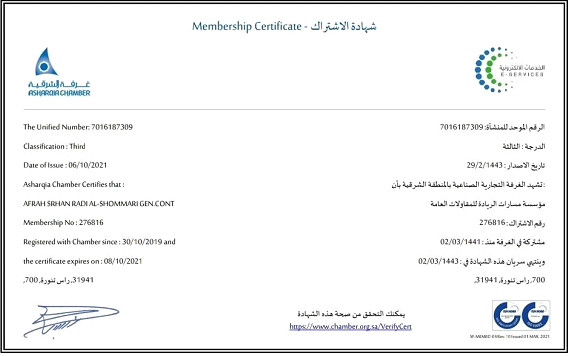 Membership Certificate - شهادة الاشتراك
غرفة الشرقية
ASHARQIA CHAMBER
الخدمات الالكترونية
E-SERVICES
The Unified Number: 7016187309
الرقم الموحد للمنشأة: 7016187309
Classification : Third
الدرجة : الثالثة
Date of Issue : 06/10/2021
تاريخ الاصدار : 29/2/1443
Asharqia Chamber Certifies that :
تشهد الغرفة التجارية الصناعية بالمنطقة الشرقية بأن :
AFRAH SRHAN RADI AL-SHOMMARI GEN.CONT
مؤسسة مسارات الريادة للمقاولات العامة
Membership No : 276816
رقم الاشتراك: 276816
Registered with Chamber since : 30/10/2019 and
مشتركة في الغرفة منذ : 02/03/1441
the certificate expires on : 08/10/2021
وينتهي سريان هذه الشهادة في : 02/03/1443
700, راس تنورة, 31941
700, راس تنورة, 31941
يمكنك التحقق من صحة هذه الشهادة
https://www.chamber.org.sa/VerifyCert